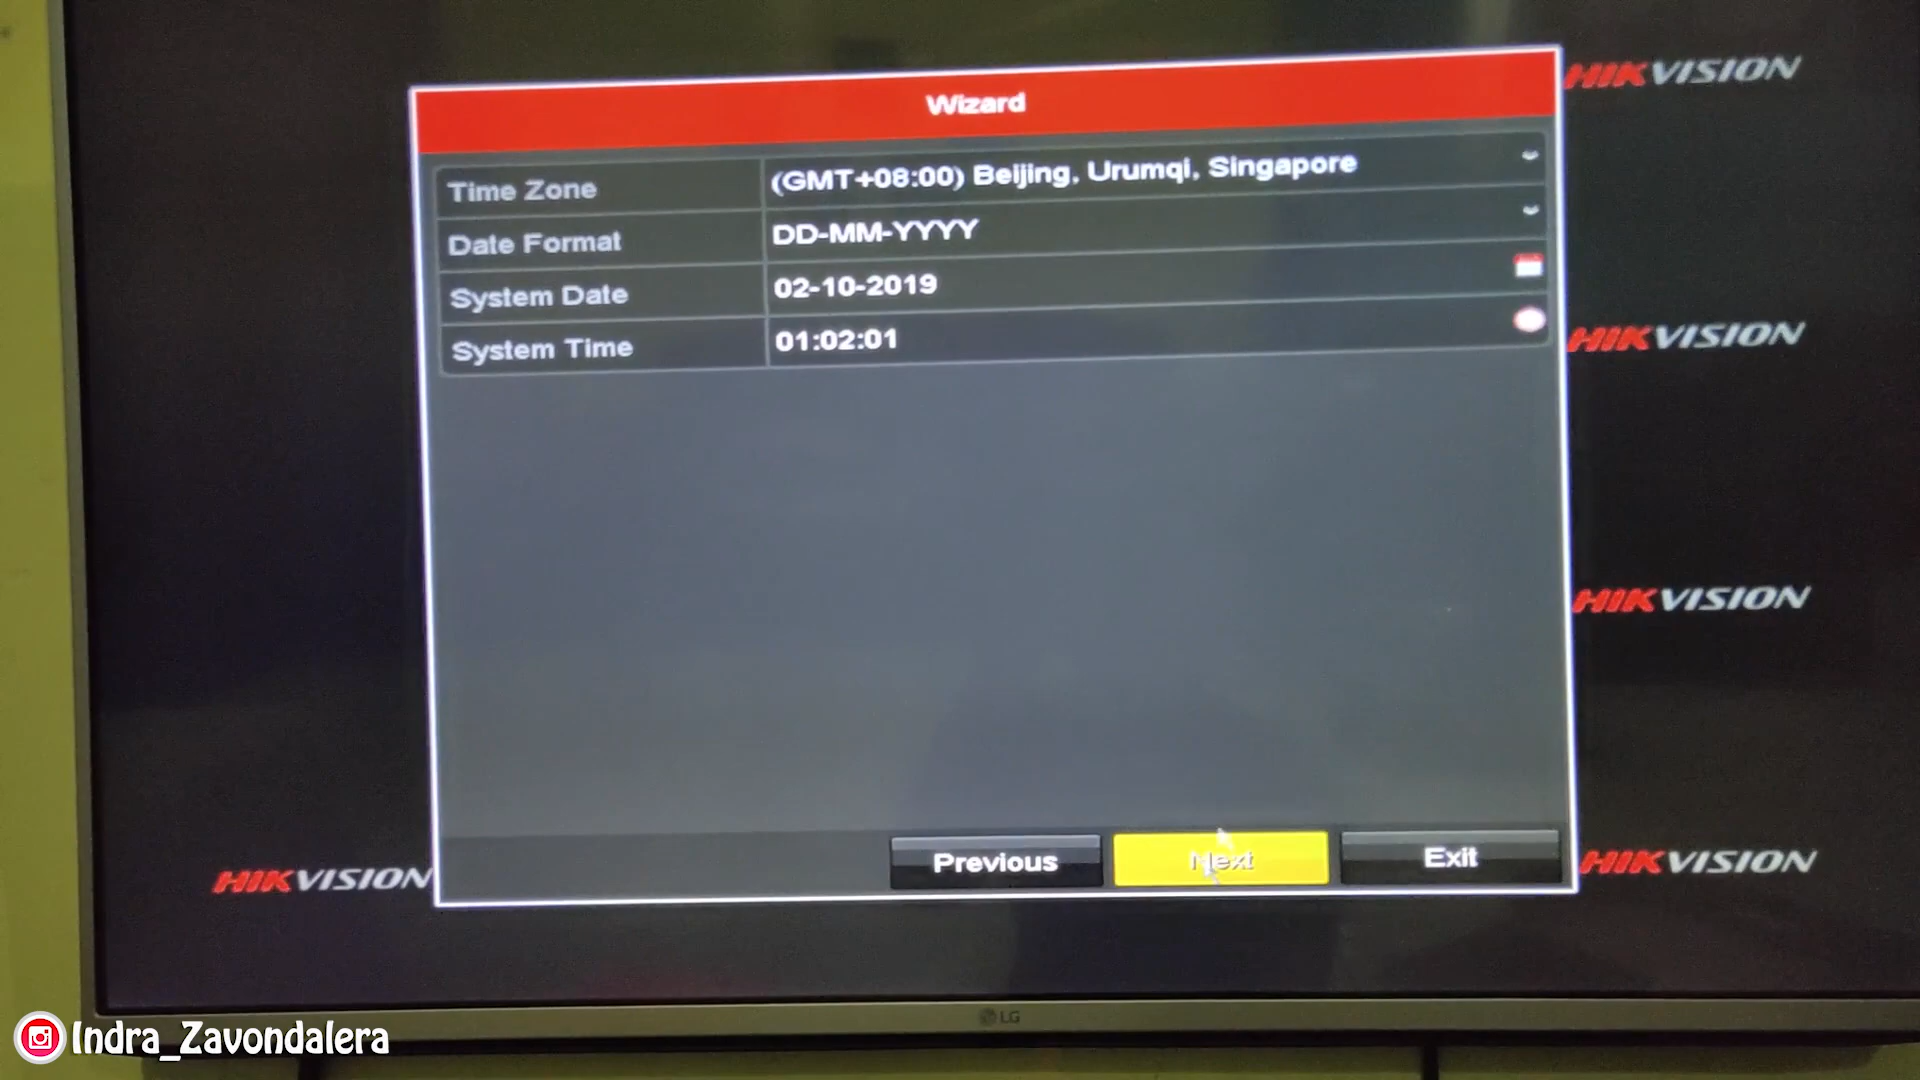 HIKVISION
Wizard
Time Zone (GMT+08:00) Beijing, Urumqi, Singapore
Date Format DD-MM-YYYY
System Date 02-10-2019
System Time 01:02:01
HIKVISION
HIKVISION
Previous Next Exit
HIKVISION
HIKVISION
LG
Indra_Zavondalera